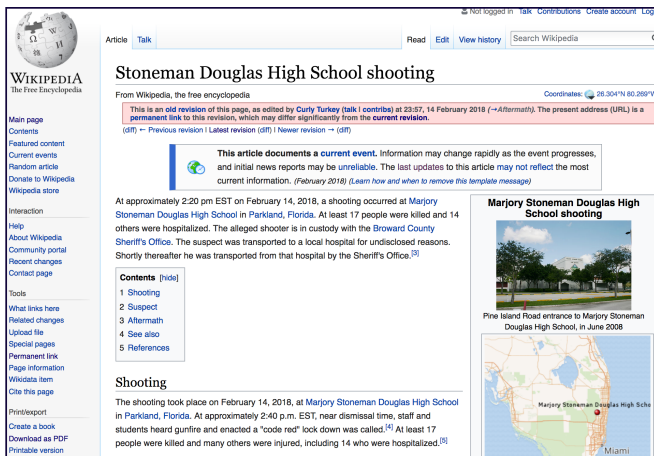 Not logged in Talk Contributions Create account Log
Article Talk
Read Edit View history Search Wikipedia
WIKIPEDIA
The Free Encyclopedia
Main page
Contents
Featured content
Current events
Random article
Donate to Wikipedia
Wikipedia store
Interaction
Help
About Wikipedia
Community portal
Recent changes
Contact page
Tools
What links here
Related changes
Upload file
Special pages
Permanent link
Page information
Wikidata item
Cite this page
Print/export
Create a book
Download as PDF
Printable version
Stoneman Douglas High School shooting
From Wikipedia, the free encyclopedia
Coordinates: 26.304°N 80.269°W
This is an old revision of this page, as edited by Curly Turkey (talk | contribs) at 23:57, 14 February 2018 (→Aftermath). The present address (URL) is a
permanent link to this revision, which may differ significantly from the current revision.
(diff) ← Previous revision | Latest revision (diff) | Newer revision → (diff)
This article documents a current event. Information may change rapidly as the event progresses,
and initial news reports may be unreliable. The last updates to this article may not reflect the most
current information. (February 2018) (Learn how and when to remove this template message)
At approximately 2:20 pm EST on February 14, 2018, a shooting occurred at Marjory
Stoneman Douglas High School in Parkland, Florida. At least 17 people were killed and 14
others were hospitalized. The alleged shooter is in custody with the Broward County
Sheriff's Office. The suspect was transported to a local hospital for undisclosed reasons.
Shortly thereafter he was transported from that hospital by the Sheriff's Office.[3]
Contents [hide]
1 Shooting
2 Suspect
3 Aftermath
4 See also
5 References
Shooting
The shooting took place on February 14, 2018, at Marjory Stoneman Douglas High School
in Parkland, Florida. At approximately 2:40 p.m. EST, near dismissal time, staff and
students heard gunfire and enacted a "code red" lock down was called.[4] At least 17
people were killed and many others were injured, including 14 who were hospitalized.[5]
Marjory Stoneman Douglas High
School shooting
Pine Island Road entrance to Marjory Stoneman
Douglas High School, in June 2008
Marjory Stoneman Douglas High Scho
Miami